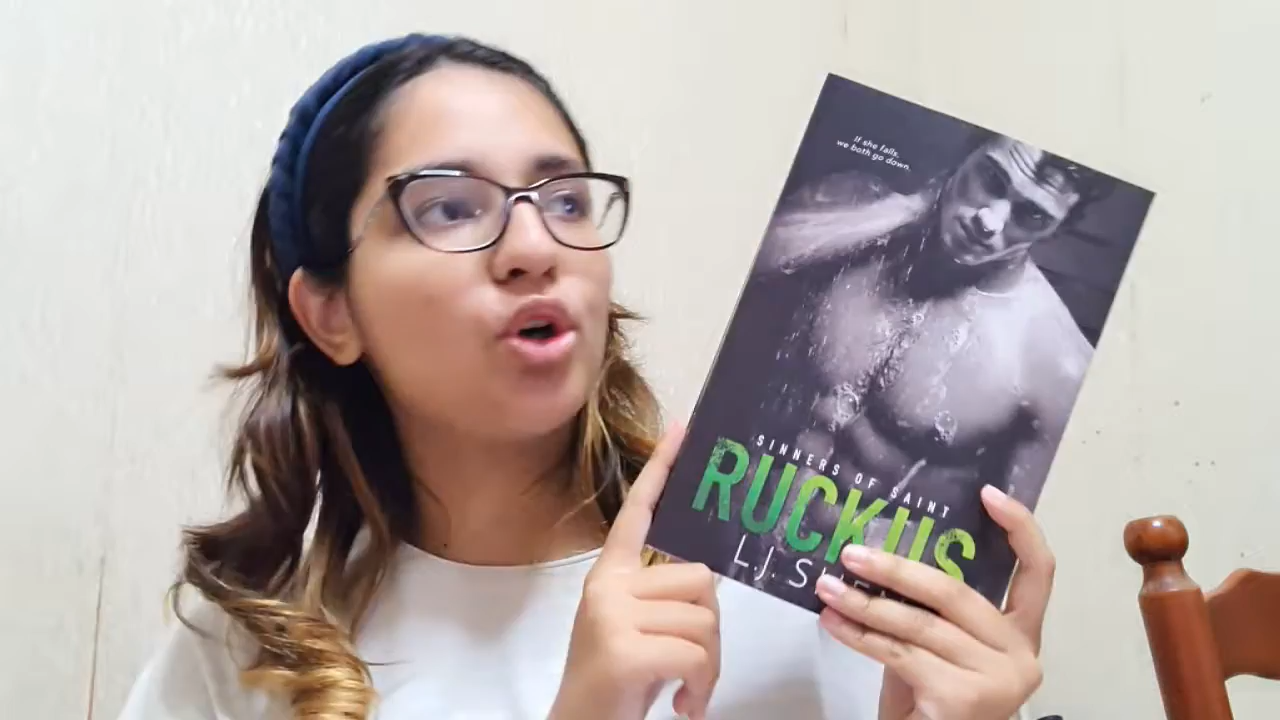 If she falls,
we both go down.
SINNERS OF SAINT
RUCKUS
L.J.